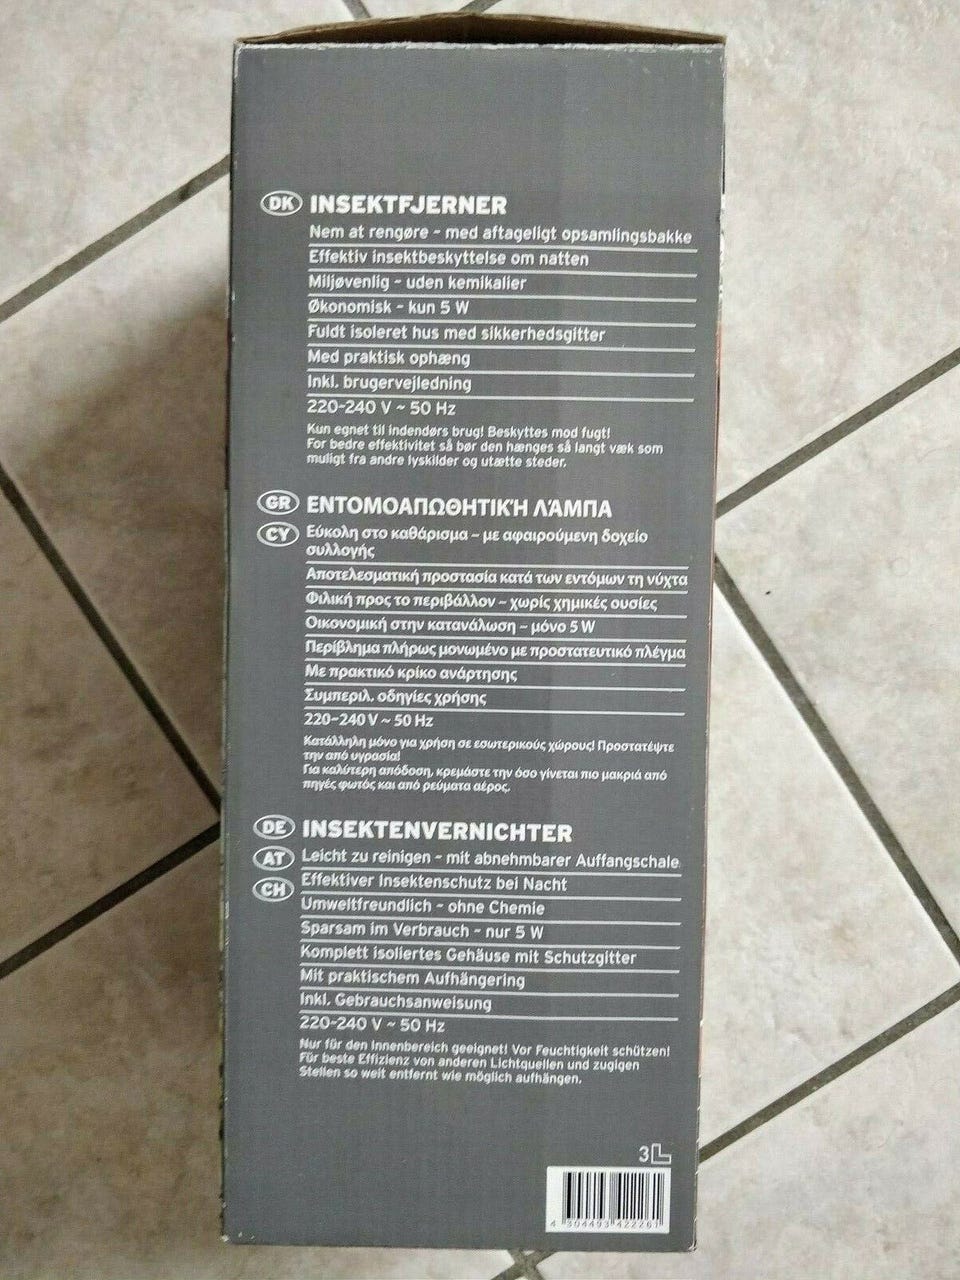 DK INSEKTFJERNER
Nem at rengøre - med aftageligt opsamlingsbakke
Effektiv insektbeskyttelse om natten
Miljøvenlig - uden kemikalier
Økonomisk - kun 5 W
Fuldt isoleret hus med sikkerhedsgitter
Med praktisk ophæng
Inkl. brugervejledning
220-240 V ~ 50 Hz
Kun egnet til indendørs brug! Beskyttes mod fugt!
For bedre effektivitet så bør den hænges så langt væk som
muligt fra andre lyskilder og utætte steder.
GR ΕΝΤΟΜΟΑΠΩΘΗΤΙΚΉ ΛΆΜΠΑ
CY Εύκολη στο καθάρισμα - με αφαιρούμενη δοχείο
συλλογής
Αποτελεσματική προστασία κατά των εντόμων τη νύχτα
Φιλική προς το περιβάλλον - χωρίς χημικές ουσίες
Οικονομική στην κατανάλωση - μόνο 5 W
Περίβλημα πλήρως μονωμένο με προστατευτικό πλέγμα
Με πρακτικό κρίκο ανάρτησης
Συμπεριλ. οδηγίες χρήσης
220-240 V ~ 50 Hz
Κατάλληλη μόνο για χρήση σε εσωτερικούς χώρους! Προστατέψτε
την από υγρασία!
Για καλύτερη απόδοση, κρεμάστε την όσο γίνεται πιο μακριά από
πηγές φωτός και από ρεύματα αέρος.
DE INSEKTENVERNICHTER
AT Leicht zu reinigen - mit abnehmbarer Auffangschale
CH Effektiver Insektenschutz bei Nacht
Umweltfreundlich - ohne Chemie
Sparsam im Verbrauch - nur 5 W
Komplett isoliertes Gehäuse mit Schutzgitter
Mit praktischem Aufhängering
Inkl. Gebrauchsanweisung
220-240 V ~ 50 Hz
Nur für den Innenbereich geeignet! Vor Feuchtigkeit schützen!
Für beste Effizienz von anderen Lichtquellen und zugigen
Stellen so weit entfernt wie möglich aufhängen.
3L
4 304493 422261